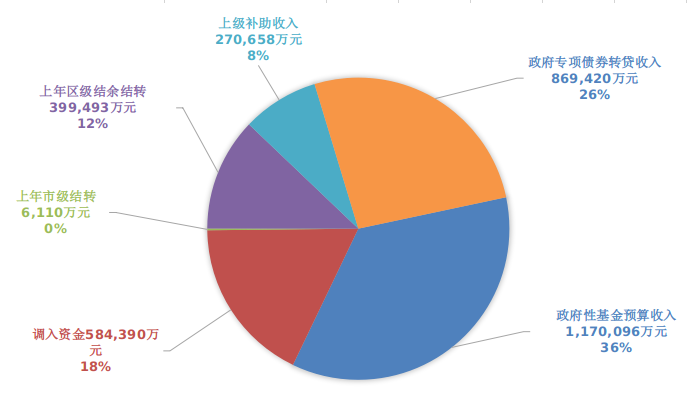 上级补助收入
270,658万元
8%
政府专项债券转贷收入
869,420万元
26%
上年区级结余结转
399,493万元
12%
上年市级结转
6,110万元
0%
调入资金584,390万
元
18%
政府性基金预算收入
1,170,096万元
36%